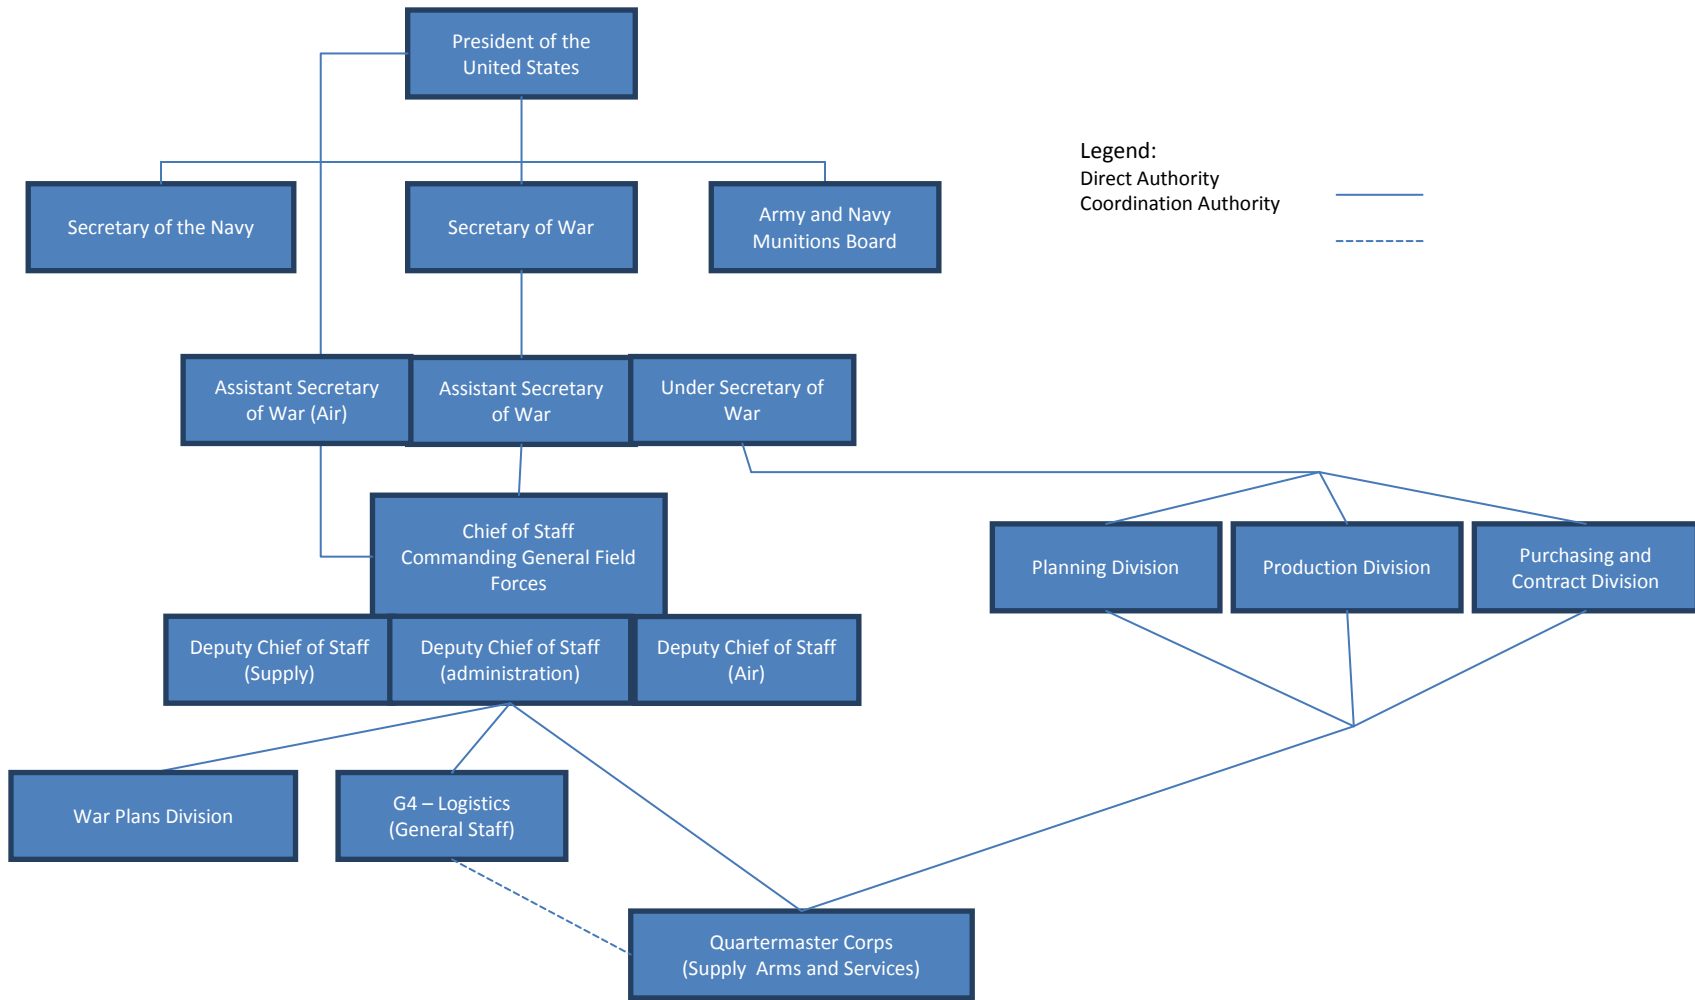 President of the
United States
Legend:
Direct Authority
Coordination Authority
Secretary of the Navy
Secretary of War
Army and Navy
Munitions Board
Assistant Secretary
of War (Air)
Assistant Secretary
of War
Under Secretary of
War
Chief of Staff
Commanding General Field
Forces
Planning Division
Production Division
Purchasing and
Contract Division
Deputy Chief of Staff
(Supply)
Deputy Chief of Staff
(administration)
Deputy Chief of Staff
(Air)
War Plans Division
G4 – Logistics
(General Staff)
Quartermaster Corps
(Supply  Arms and Services)